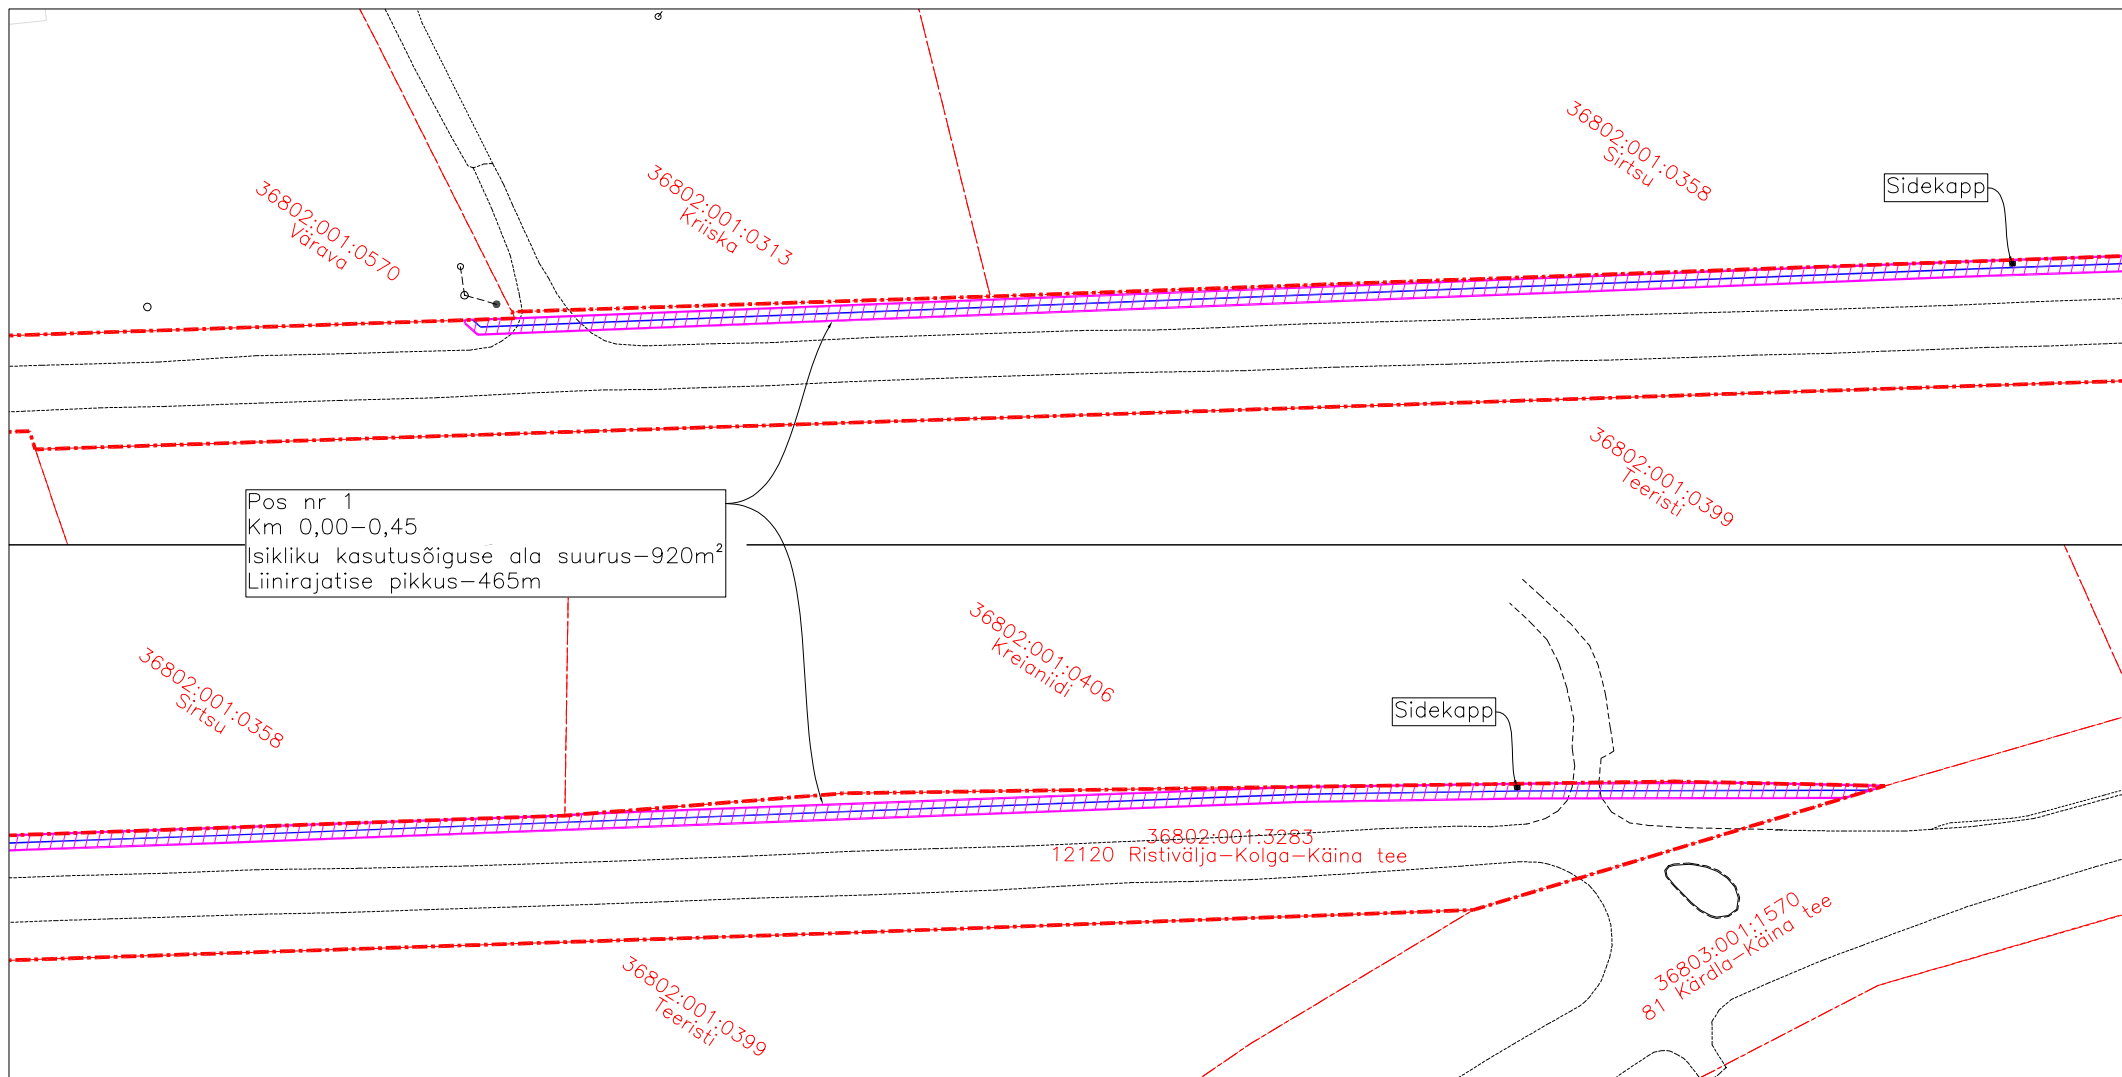 36802:001:0358
Sirtsu
Sidekapp
36802:001:0313
Kriiska
36802:001:0570
Värava
36802:001:0399
Teeristi
Pos nr 1
Km 0,00-0,45
Isikliku kasutusõiguse ala suurus-920m²
Liinirajatise pikkus-465m
36802:001:0406
Kreianiidi
36802:001:0358
Sirtsu
Sidekapp
36802:001:3283
12120 Ristivälja-Kolga-Käina tee
36803:001:1570
81 Kärdla-Käina tee
36802:001:0399
Teeristi